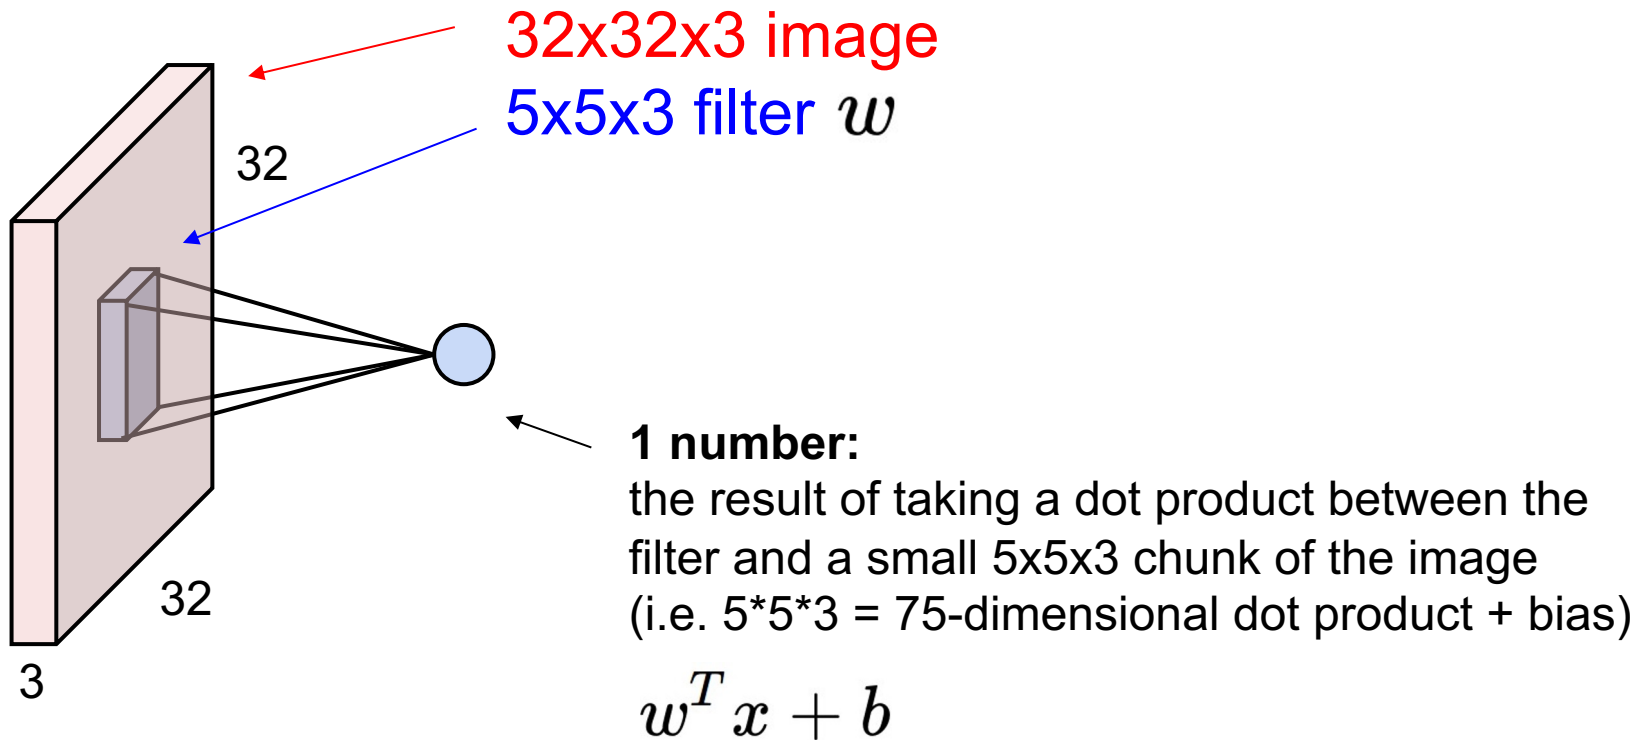 32x32x3 image
5x5x3 filter w
32
32
3
1 number:
the result of taking a dot product between the
filter and a small 5x5x3 chunk of the image
(i.e. 5*5*3 = 75-dimensional dot product + bias)
w^T x + b